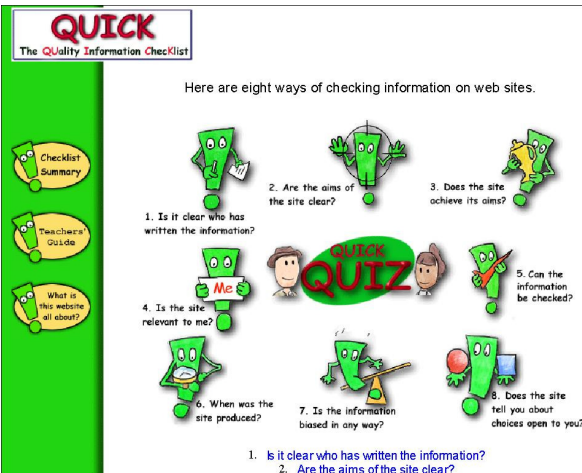 QUICK
The QUality Information ChecKlist
Here are eight ways of checking information on web sites.
Checklist
Summary
Teachers'
Guide
What is
this website
all about?
1. Is it clear who has
written the information?
2. Are the aims of
the site clear?
3. Does the site
achieve its aims?
4. Is the site
relevant to me?
Me
QUICK
QUIZ
5. Can the
information
be checked?
6. When was the
site produced?
7. Is the information
biased in any way?
8. Does the site
tell you about
choices open to you?
1. Is it clear who has written the information?
2. Are the aims of the site clear?